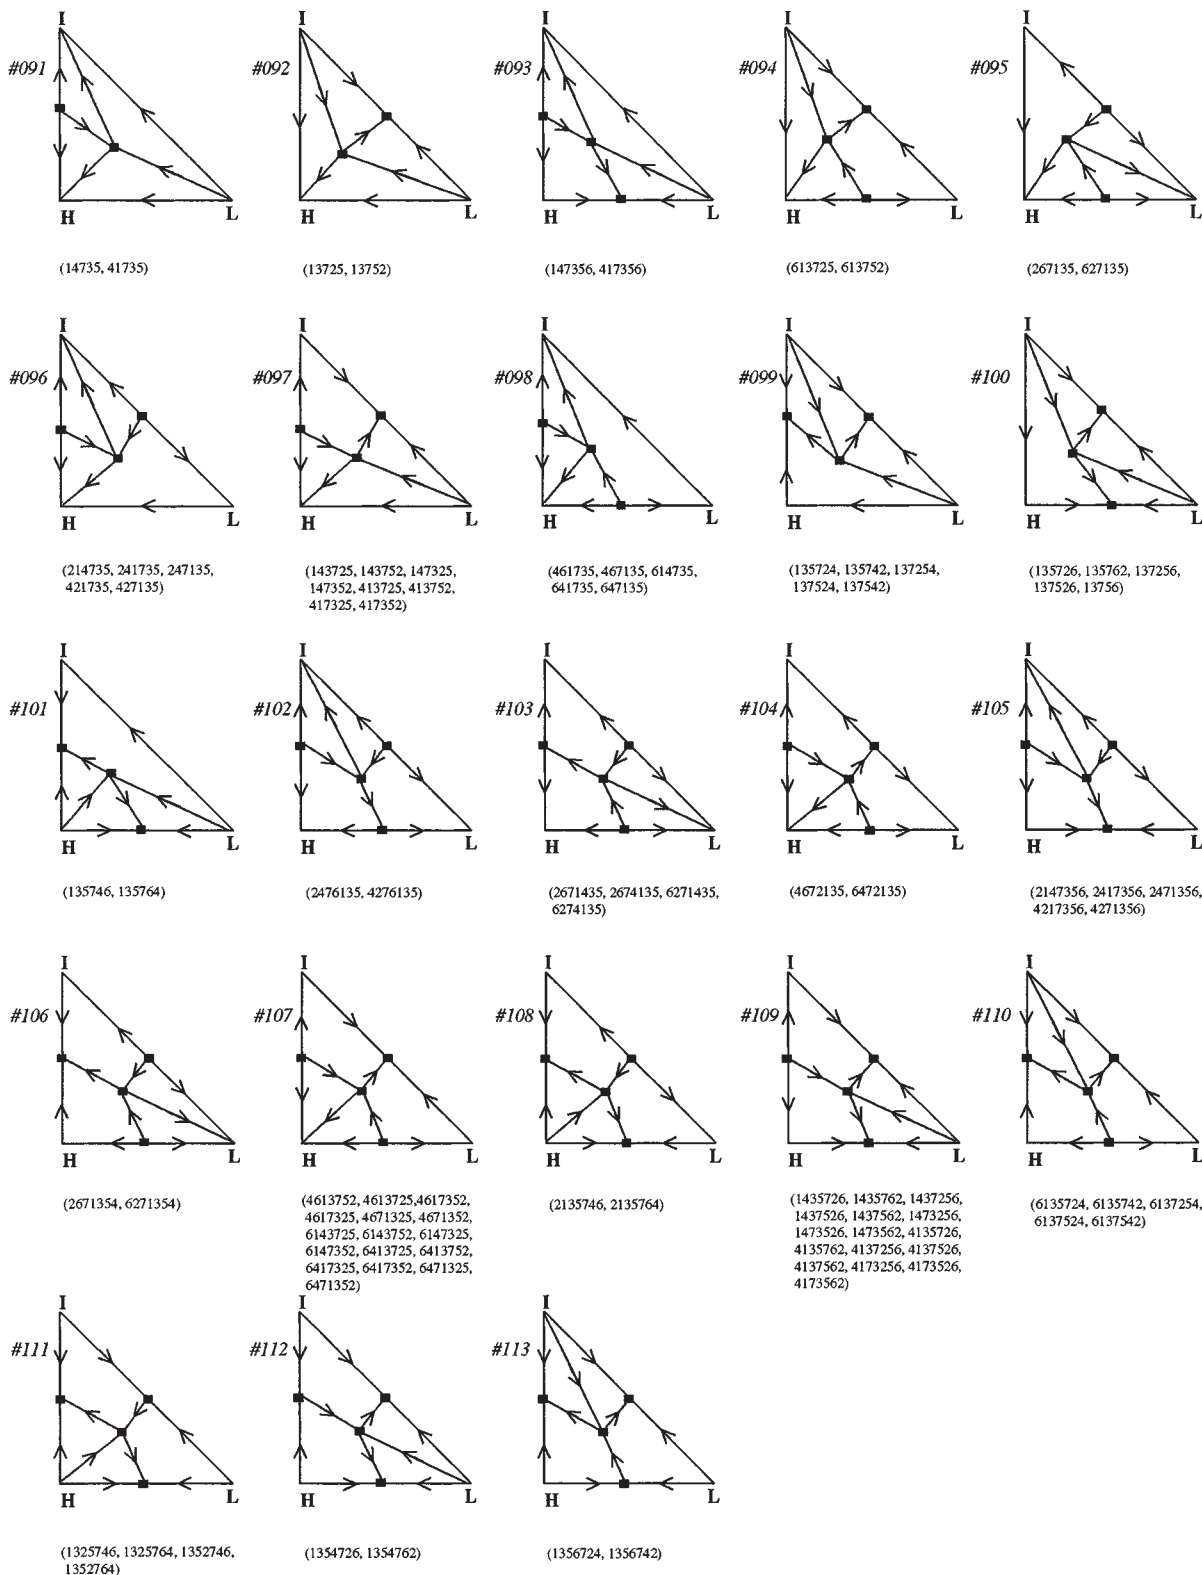 I I I I I
#091 #092 #093 #094 #095
H L H L H L H L H L
(14735, 41735) (13725, 13752) (147356, 417356) (613725, 613752) (267135, 627135)
I I I I I
#096 #097 #098 #099 #100
H L H L H L H L H L
(214735, 241735, 247135, (143725, 143752, 147325, (461735, 467135, 614735, (135724, 135742, 137254, (135726, 135762, 137256,
421735, 427135) 147352, 413725, 413752, 641735, 647135) 137524, 137542) 137526, 13756)
417325, 417352)
I I I I I
#101 #102 #103 #104 #105
H L H L H L H L H L
(135746, 135764) (2476135, 4276135) (2671435, 2674135, 6271435, (4672135, 6472135) (2147356, 2417356, 2471356,
6274135) 4217356, 4271356)
I I I I I
#106 #107 #108 #109 #110
H L H L H L H L H L
(2671354, 6271354) (4613752, 4613725,4617352, (2135746, 2135764) (1435726, 1435762, 1437256, (6135724, 6135742, 6137254,
4617325, 4671325, 4671352, 1437526, 1437562, 1473256, 6137524, 6137542)
6143725, 6143752, 6147325, 1473526, 1473562, 4135726,
6147352, 6413725, 6413752, 4135762, 4137256, 4137526,
6417325, 6417352, 6471325, 4137562, 4173256, 4173526,
6471352) 4173562)
I I I
#111 #112 #113
H L H L H L
(1325746, 1325764, 1352746, (1354726, 1354762) (1356724, 1356742)
1352764)